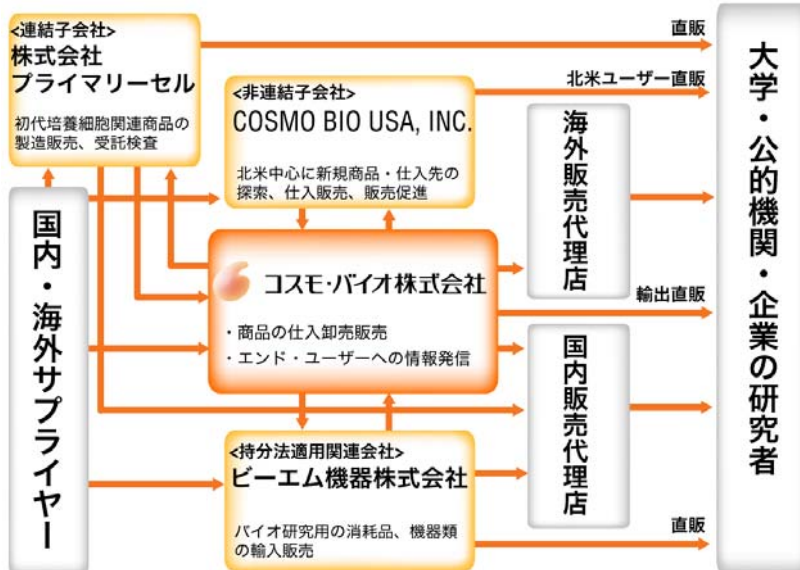 <連結子会社>
株式会社
プライマリーセル
初代培養細胞関連商品の
製造販売、受託検査
直販
<非連結子会社>
COSMO BIO USA, INC.
北米中心に新規商品・仕入先の
探索、仕入販売、販売促進
北米ユーザー直販
海外販売代理店
大学・公的機関・企業の研究者
国内・海外サプライヤー
コスモ・バイオ株式会社
・商品の仕入卸売販売
・エンド・ユーザーへの情報発信
輸出直販
国内販売代理店
<持分法適用関連会社>
ビーエム機器株式会社
バイオ研究用の消耗品、機器類
の輸入販売
直販